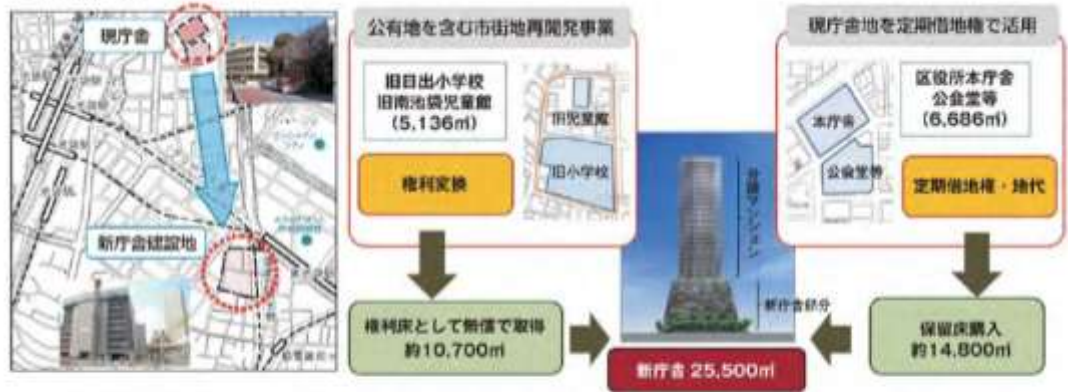 現庁舎
新庁舎建設地
公有地を含む市街地再開発事業
旧日出小学校
旧南池袋児童館
(5,136㎡)
権利変換
旧児童館
旧小学校
権利床として無償で取得
約10,700㎡
分譲マンション
新庁舎部分
新庁舎 25,500㎡
現庁舎地を定期借地権で活用
本庁舎
公会堂等
区役所本庁舎
公会堂等
(6,686㎡)
定期借地権・地代
保留床購入
約14,800㎡